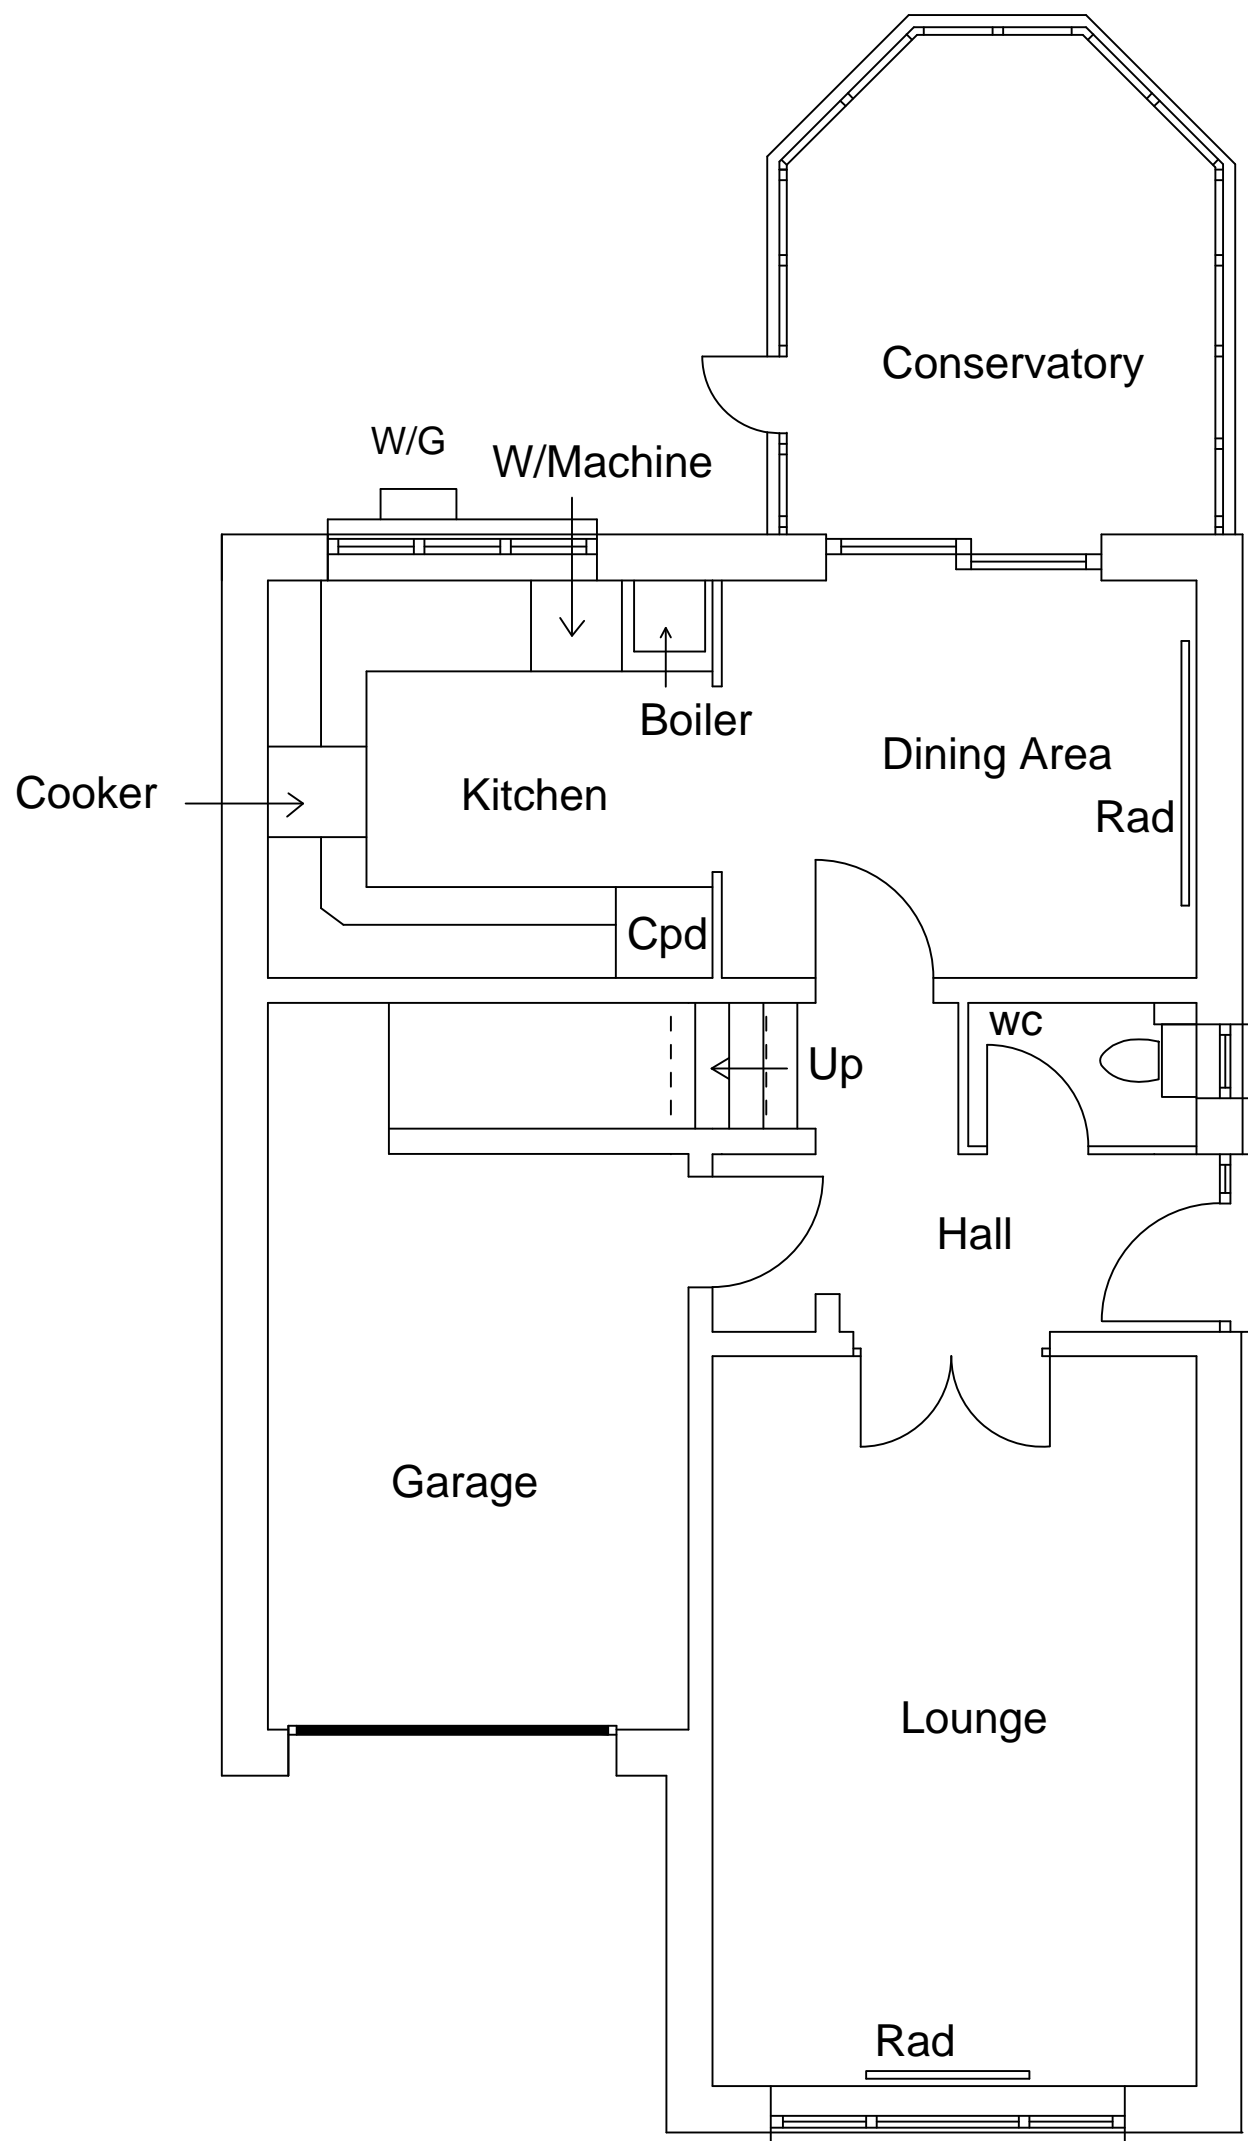 Conservatory
W/G
W/Machine
Boiler
Dining Area
Cooker
Kitchen
Rad
Cpd
wc
Up
Hall
Garage
Lounge
Rad